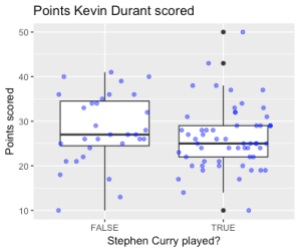 Points Kevin Durant scored
50
40
30
20
10
Points scored
FALSE
TRUE
Stephen Curry played?